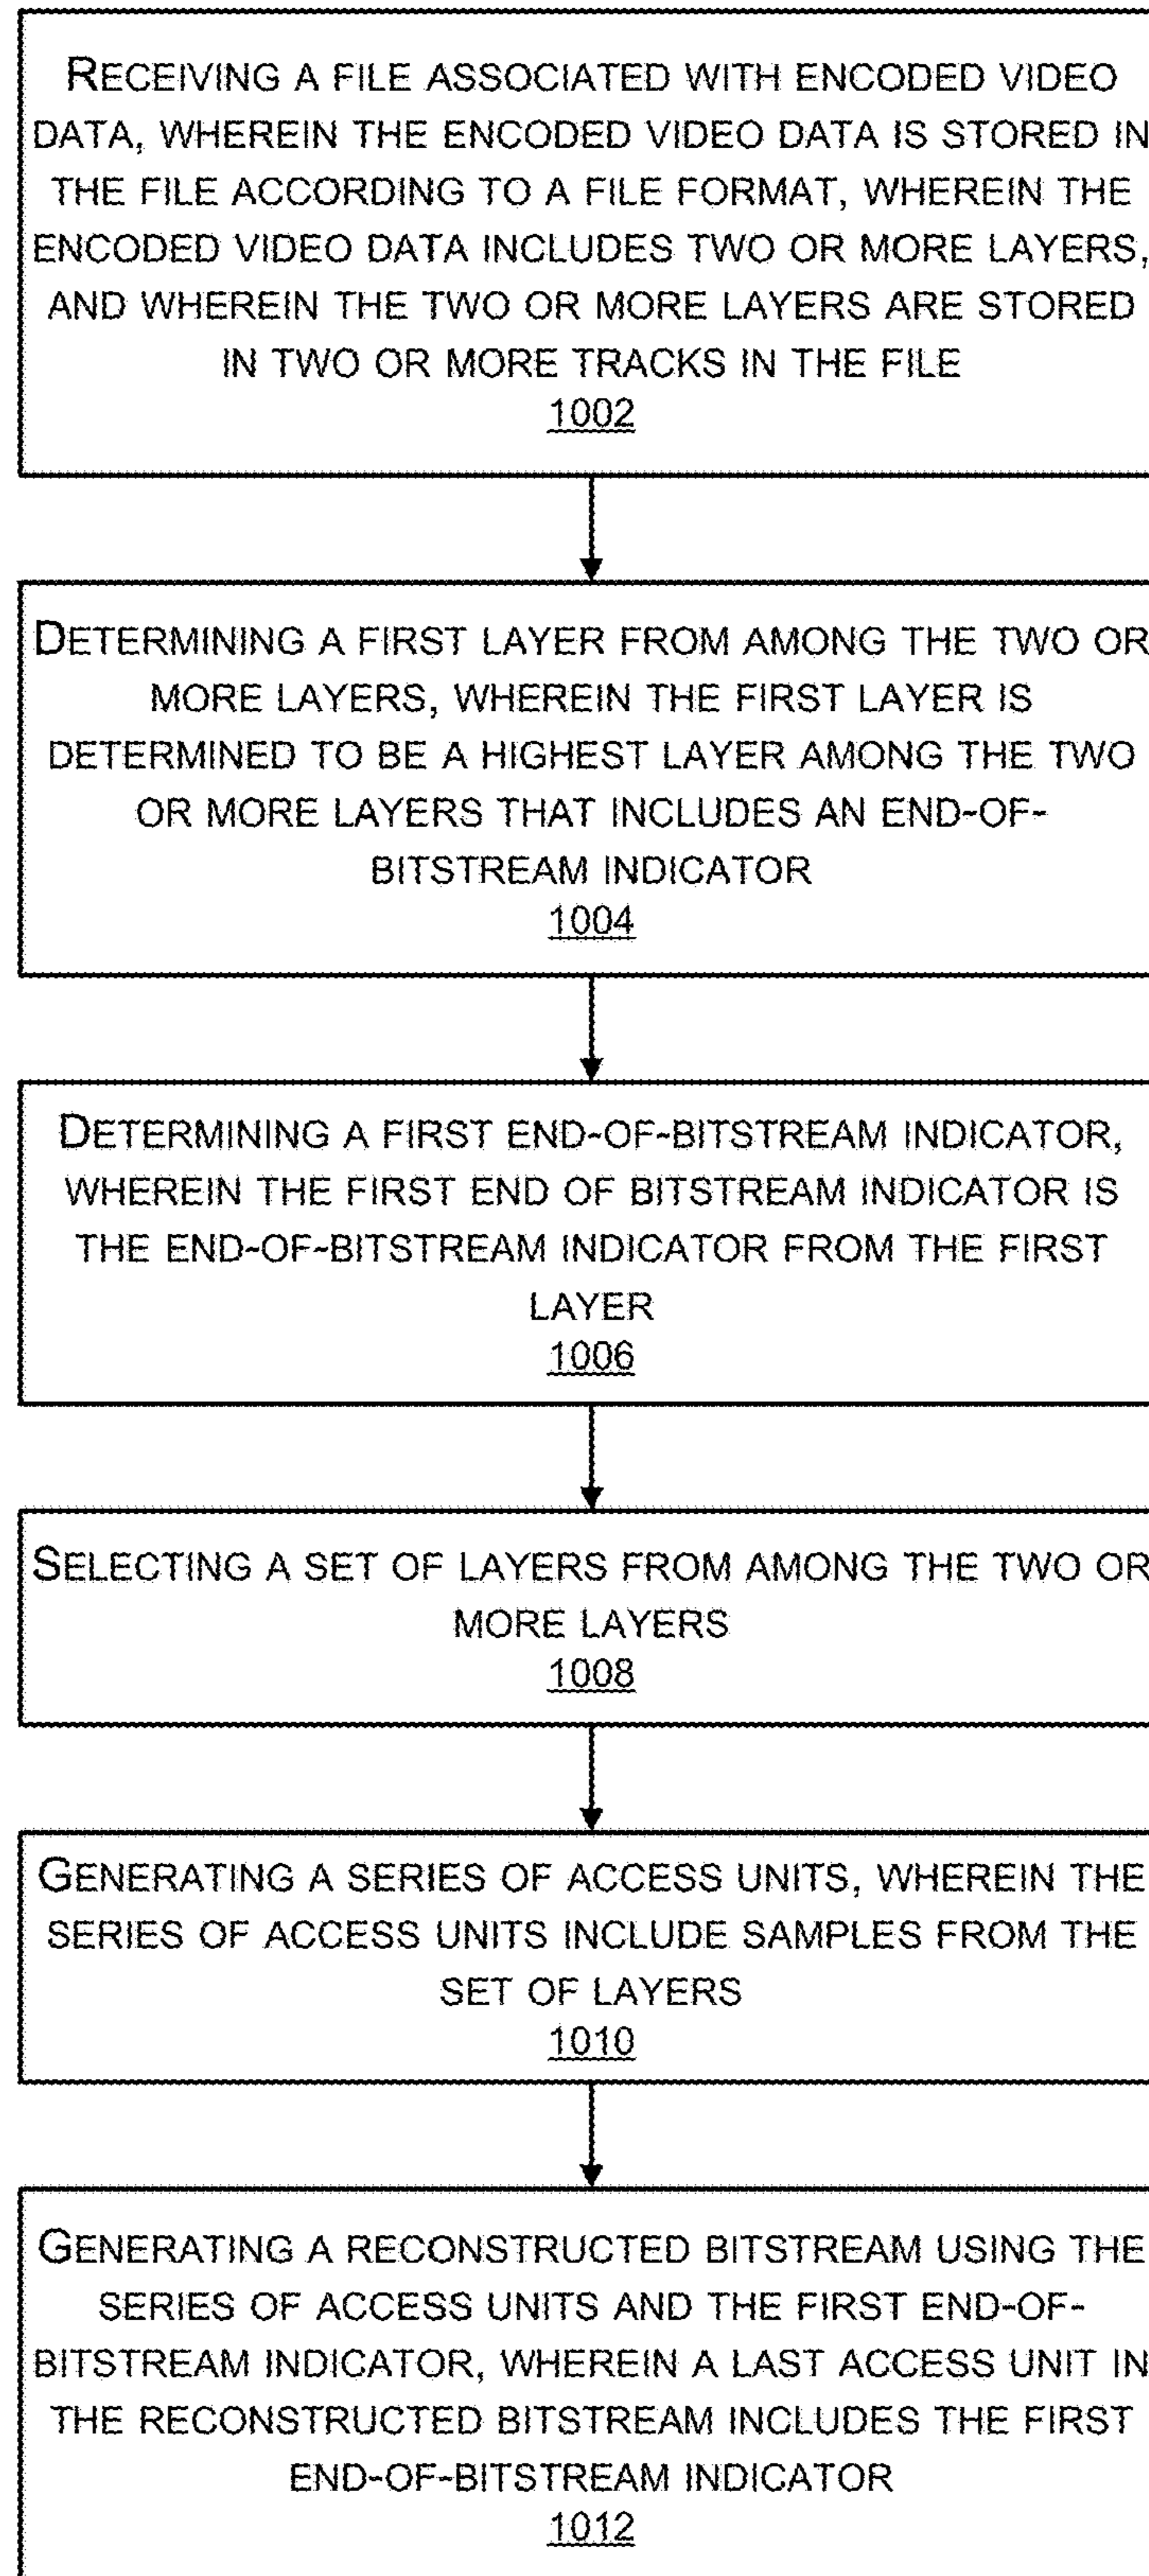 RECEIVING A FILE ASSOCIATED WITH ENCODED VIDEO
DATA, WHEREIN THE ENCODED VIDEO DATA IS STORED IN
THE FILE ACCORDING TO A FILE FORMAT, WHEREIN THE
ENCODED VIDEO DATA INCLUDES TWO OR MORE LAYERS,
AND WHEREIN THE TWO OR MORE LAYERS ARE STORED
IN TWO OR MORE TRACKS IN THE FILE
1002
DETERMINING A FIRST LAYER FROM AMONG THE TWO OR
MORE LAYERS, WHEREIN THE FIRST LAYER IS
DETERMINED TO BE A HIGHEST LAYER AMONG THE TWO
OR MORE LAYERS THAT INCLUDES AN END-OF-
BITSTREAM INDICATOR
1004
DETERMINING A FIRST END-OF-BITSTREAM INDICATOR,
WHEREIN THE FIRST END OF BITSTREAM INDICATOR IS
THE END-OF-BITSTREAM INDICATOR FROM THE FIRST
LAYER
1006
SELECTING A SET OF LAYERS FROM AMONG THE TWO OR
MORE LAYERS
1008
GENERATING A SERIES OF ACCESS UNITS, WHEREIN THE
SERIES OF ACCESS UNITS INCLUDE SAMPLES FROM THE
SET OF LAYERS
1010
GENERATING A RECONSTRUCTED BITSTREAM USING THE
SERIES OF ACCESS UNITS AND THE FIRST END-OF-
BITSTREAM INDICATOR, WHEREIN A LAST ACCESS UNIT IN
THE RECONSTRUCTED BITSTREAM INCLUDES THE FIRST
END-OF-BITSTREAM INDICATOR
1012